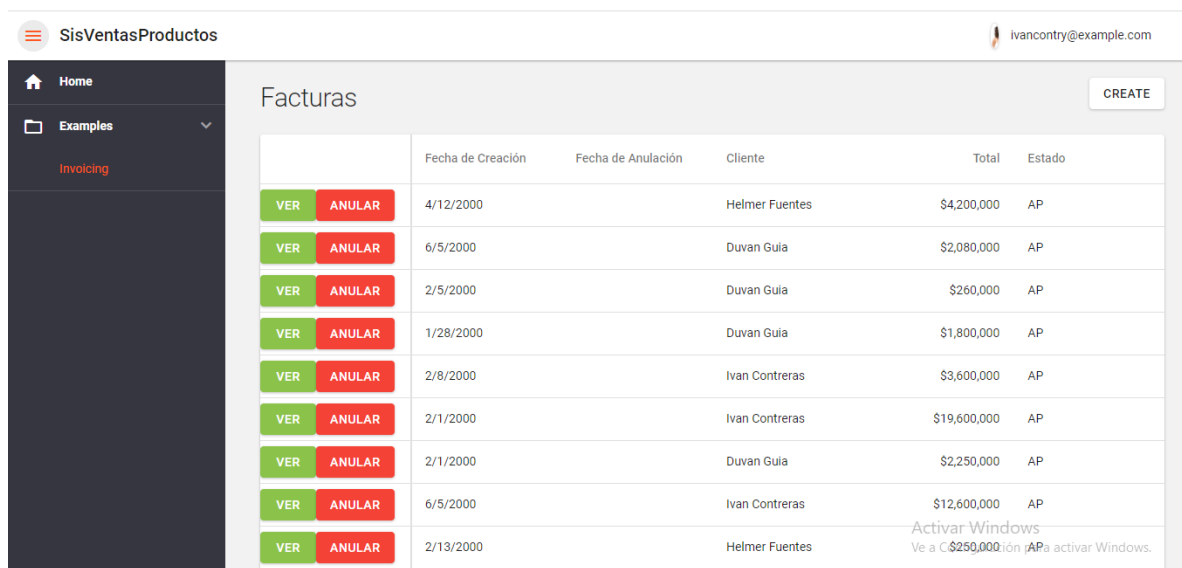 SisVentasProductos
ivancontry@example.com
Home
Examples
Invoicing
Facturas
CREATE
Fecha de Creación Fecha de Anulación Cliente Total Estado
VER ANULAR 4/12/2000 Helmer Fuentes $4,200,000 AP
VER ANULAR 6/5/2000 Duvan Guia $2,080,000 AP
VER ANULAR 2/5/2000 Duvan Guia $260,000 AP
VER ANULAR 1/28/2000 Duvan Guia $1,800,000 AP
VER ANULAR 2/8/2000 Ivan Contreras $3,600,000 AP
VER ANULAR 2/1/2000 Ivan Contreras $19,600,000 AP
VER ANULAR 2/1/2000 Duvan Guia $2,250,000 AP
VER ANULAR 6/5/2000 Ivan Contreras $12,600,000 AP
VER ANULAR 2/13/2000 Helmer Fuentes $250,000 AP
Activar Windows
Ve a Configuración para activar Windows.